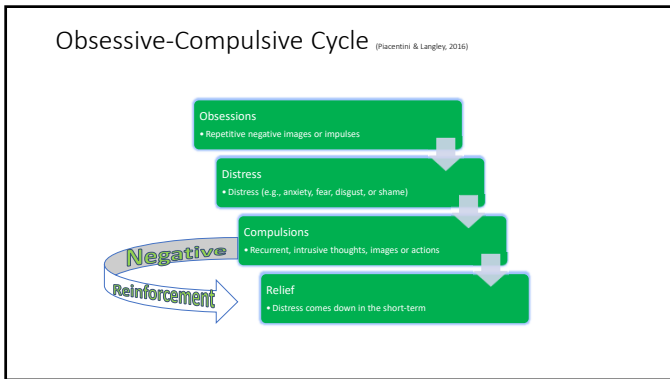 Obsessive-Compulsive Cycle (Piacentini & Langley, 2016)
Obsessions
• Repetitive negative images or impulses
Distress
• Distress (e.g., anxiety, fear, disgust, or shame)
Compulsions
• Recurrent, intrusive thoughts, images or actions
Negative
Reinforcement
Relief
• Distress comes down in the short-term